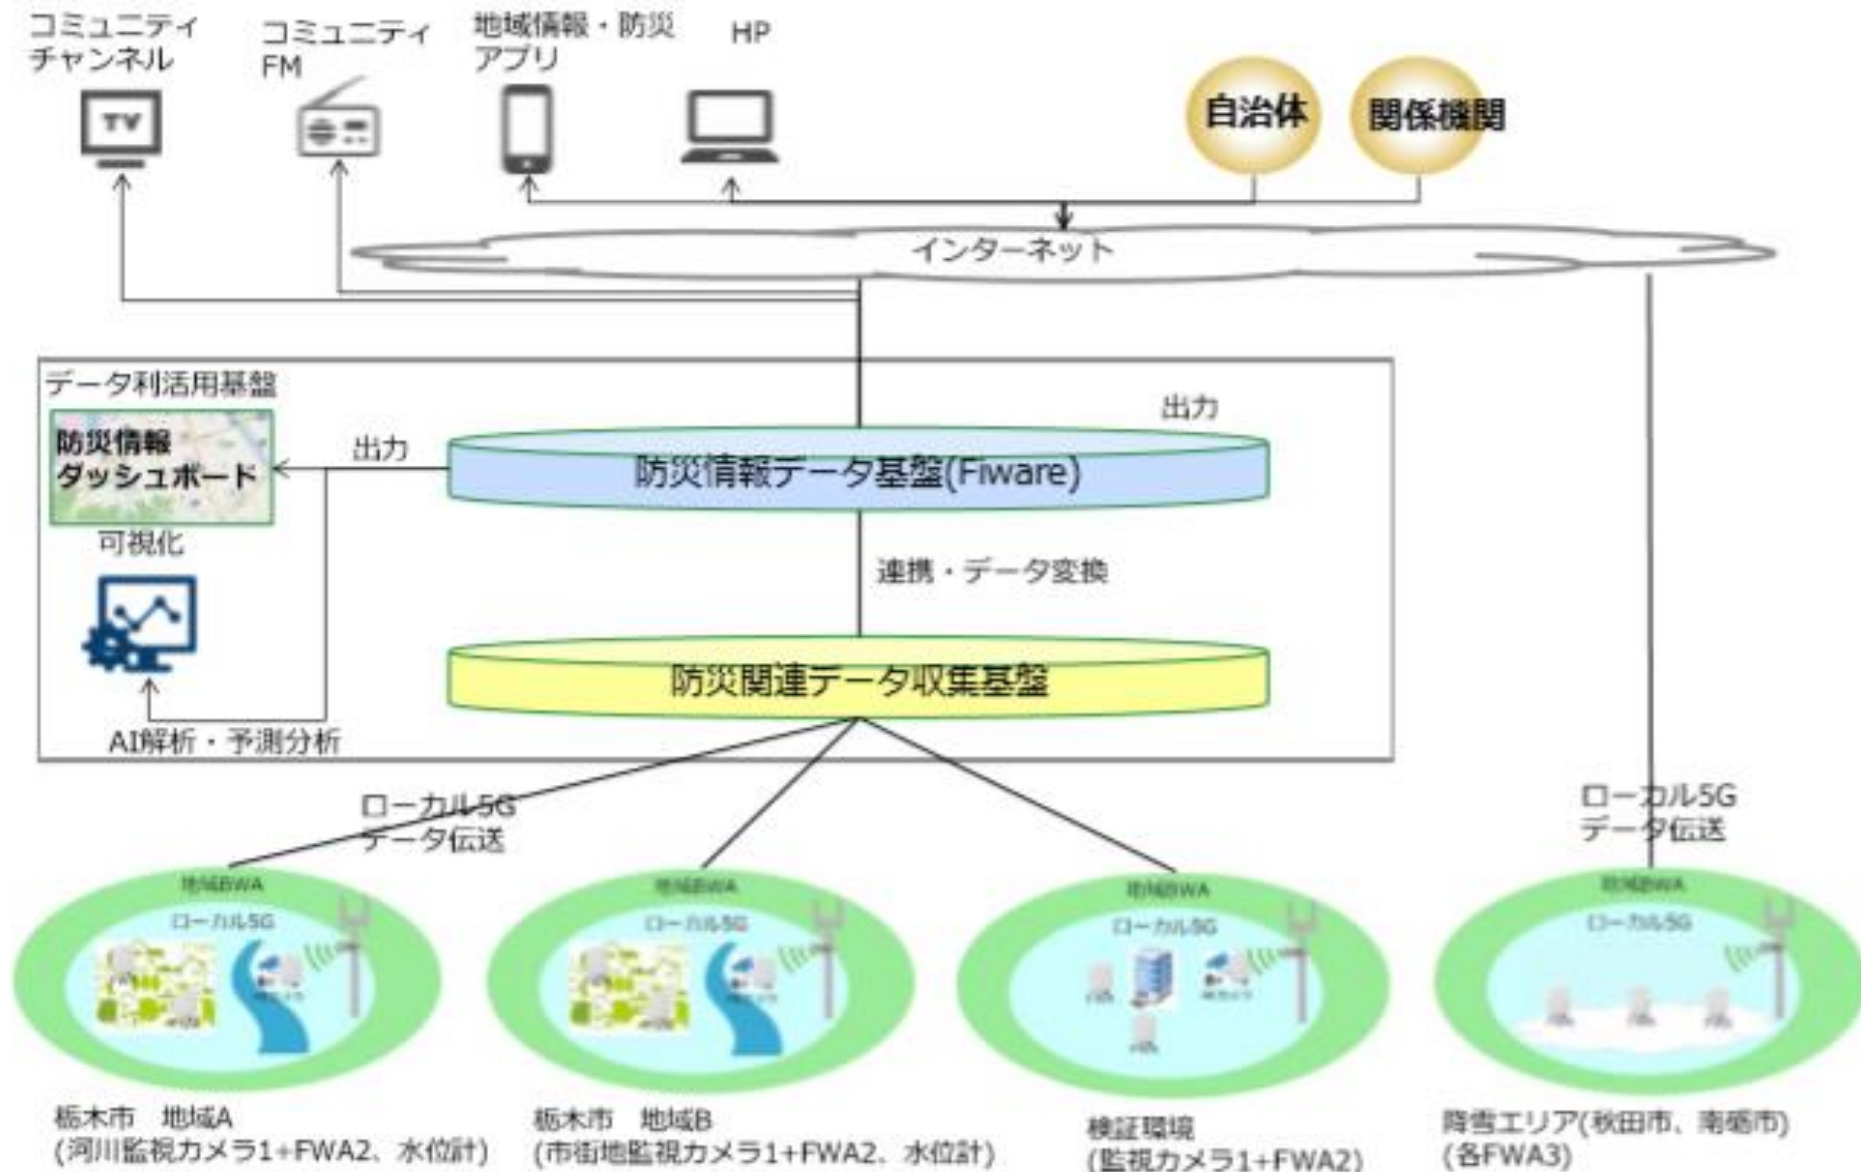 コミュニティ
チャンネル
コミュニティ
FM
地域情報・防災
アプリ
HP
TV
自治体
関係機関
インターネット
データ利活用基盤
防災情報
ダッシュボード
出力
出力
防災情報データ基盤(Fiware)
可視化
連携・データ変換
防災関連データ収集基盤
AI解析・予測分析
ローカル5G
データ伝送
ローカル5G
データ伝送
地域BWA
ローカル5G
地域BWA
ローカル5G
地域BWA
ローカル5G
地域BWA
ローカル5G
栃木市 地域A
(河川監視カメラ1+FWA2、水位計)
栃木市 地域B
(市街地監視カメラ1+FWA2、水位計)
検証環境
(監視カメラ1+FWA2)
降雪エリア(秋田市、南砺市)
(各FWA3)